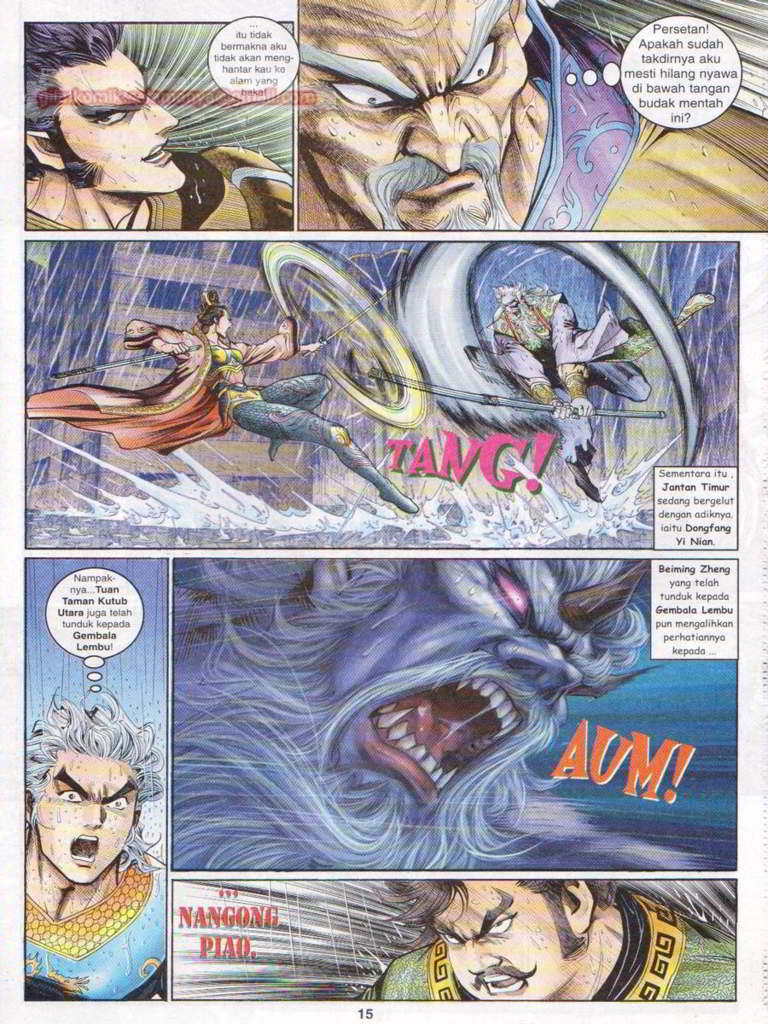 ...
itu tidak
bermakna aku
tidak akan meng-
hantar kau ke
alam yang
Persetan!
Apakah sudah
takdirnya aku
mesti hilang nyawa
di bawah tangan
budak mentah
ini?
TANG!
Sementara itu ,
Jantan Timur
sedang bergelut
dengan adiknya,
iaitu Dongfang
Yi Nian.
Nampak-
nya...Tuan
Taman Kutub
Utara juga telah
tunduk kepada
Gembala
Lembu!
Beiming Zheng
yang telah
tunduk kepada
Gembala Lembu
pun mengalihkan
perhatiannya
kepada ...
AUM!
...
NANGONG
PIAO.
15